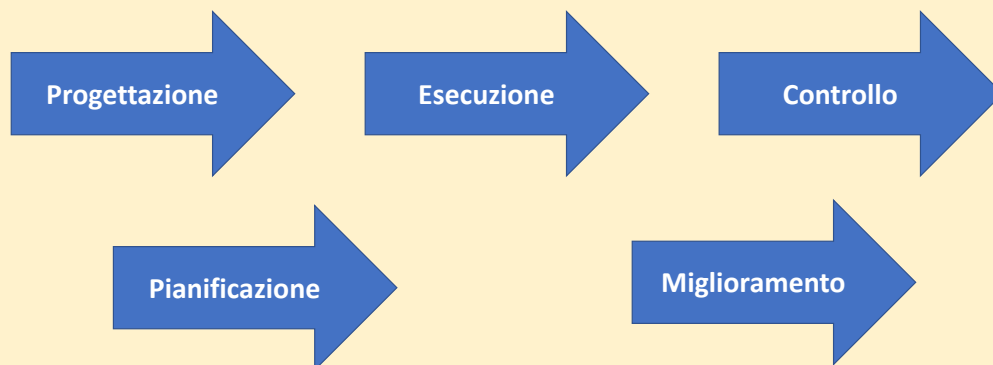 Progettazione
Esecuzione
Controllo
Pianificazione
Miglioramento